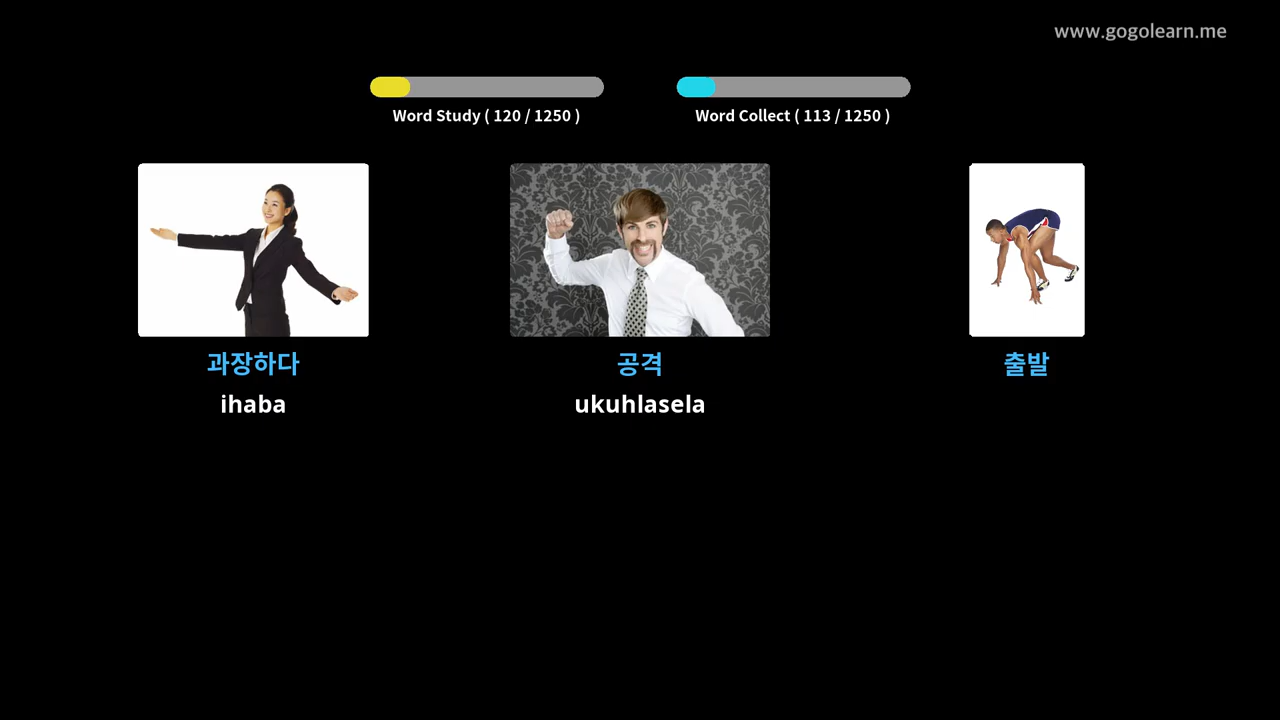 www.gogolearn.me
Word Study ( 120 / 1250 )
Word Collect ( 113 / 1250 )
과장하다
공격
출발
ihaba
ukuhlasela